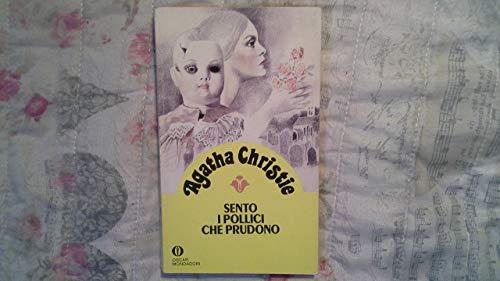 Agatha Christie
SENTO
I POLLICI
CHE PRUDONO
OSCAR
MONDADORI